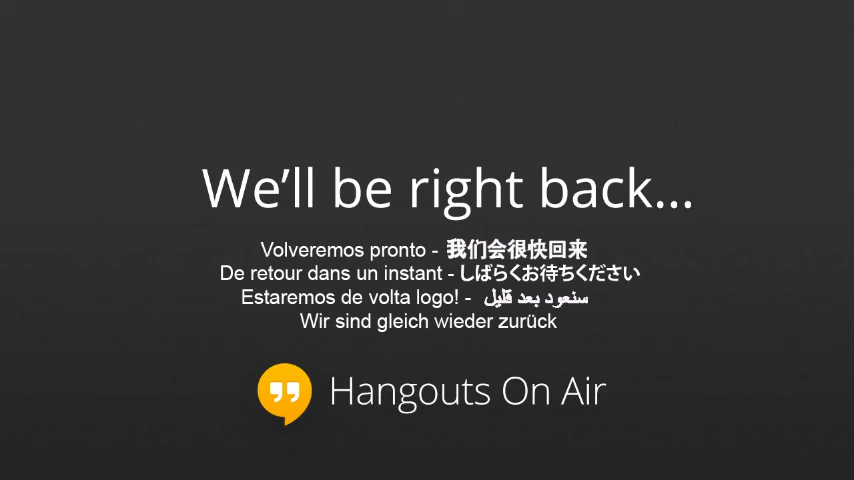 We’ll be right back...
Volveremos pronto - 我们会很快回来
De retour dans un instant - しばらくお待ちください
Estaremos de volta logo! - سنعود بعد قليل
Wir sind gleich wieder zurück
Hangouts On Air